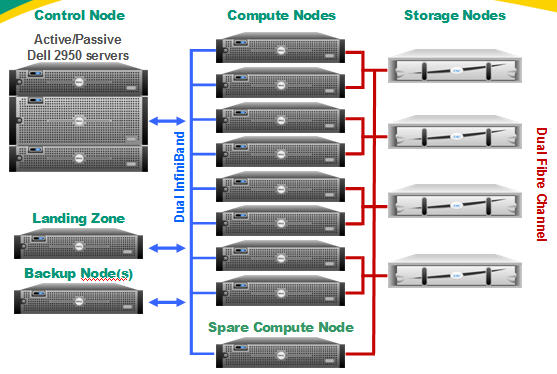 Control Node
Compute Nodes
Storage Nodes
Active/Passive
Dell 2950 servers
Dual InfiniBand
Dual Fibre Channel
Landing Zone
Backup Node(s)
Spare Compute Node